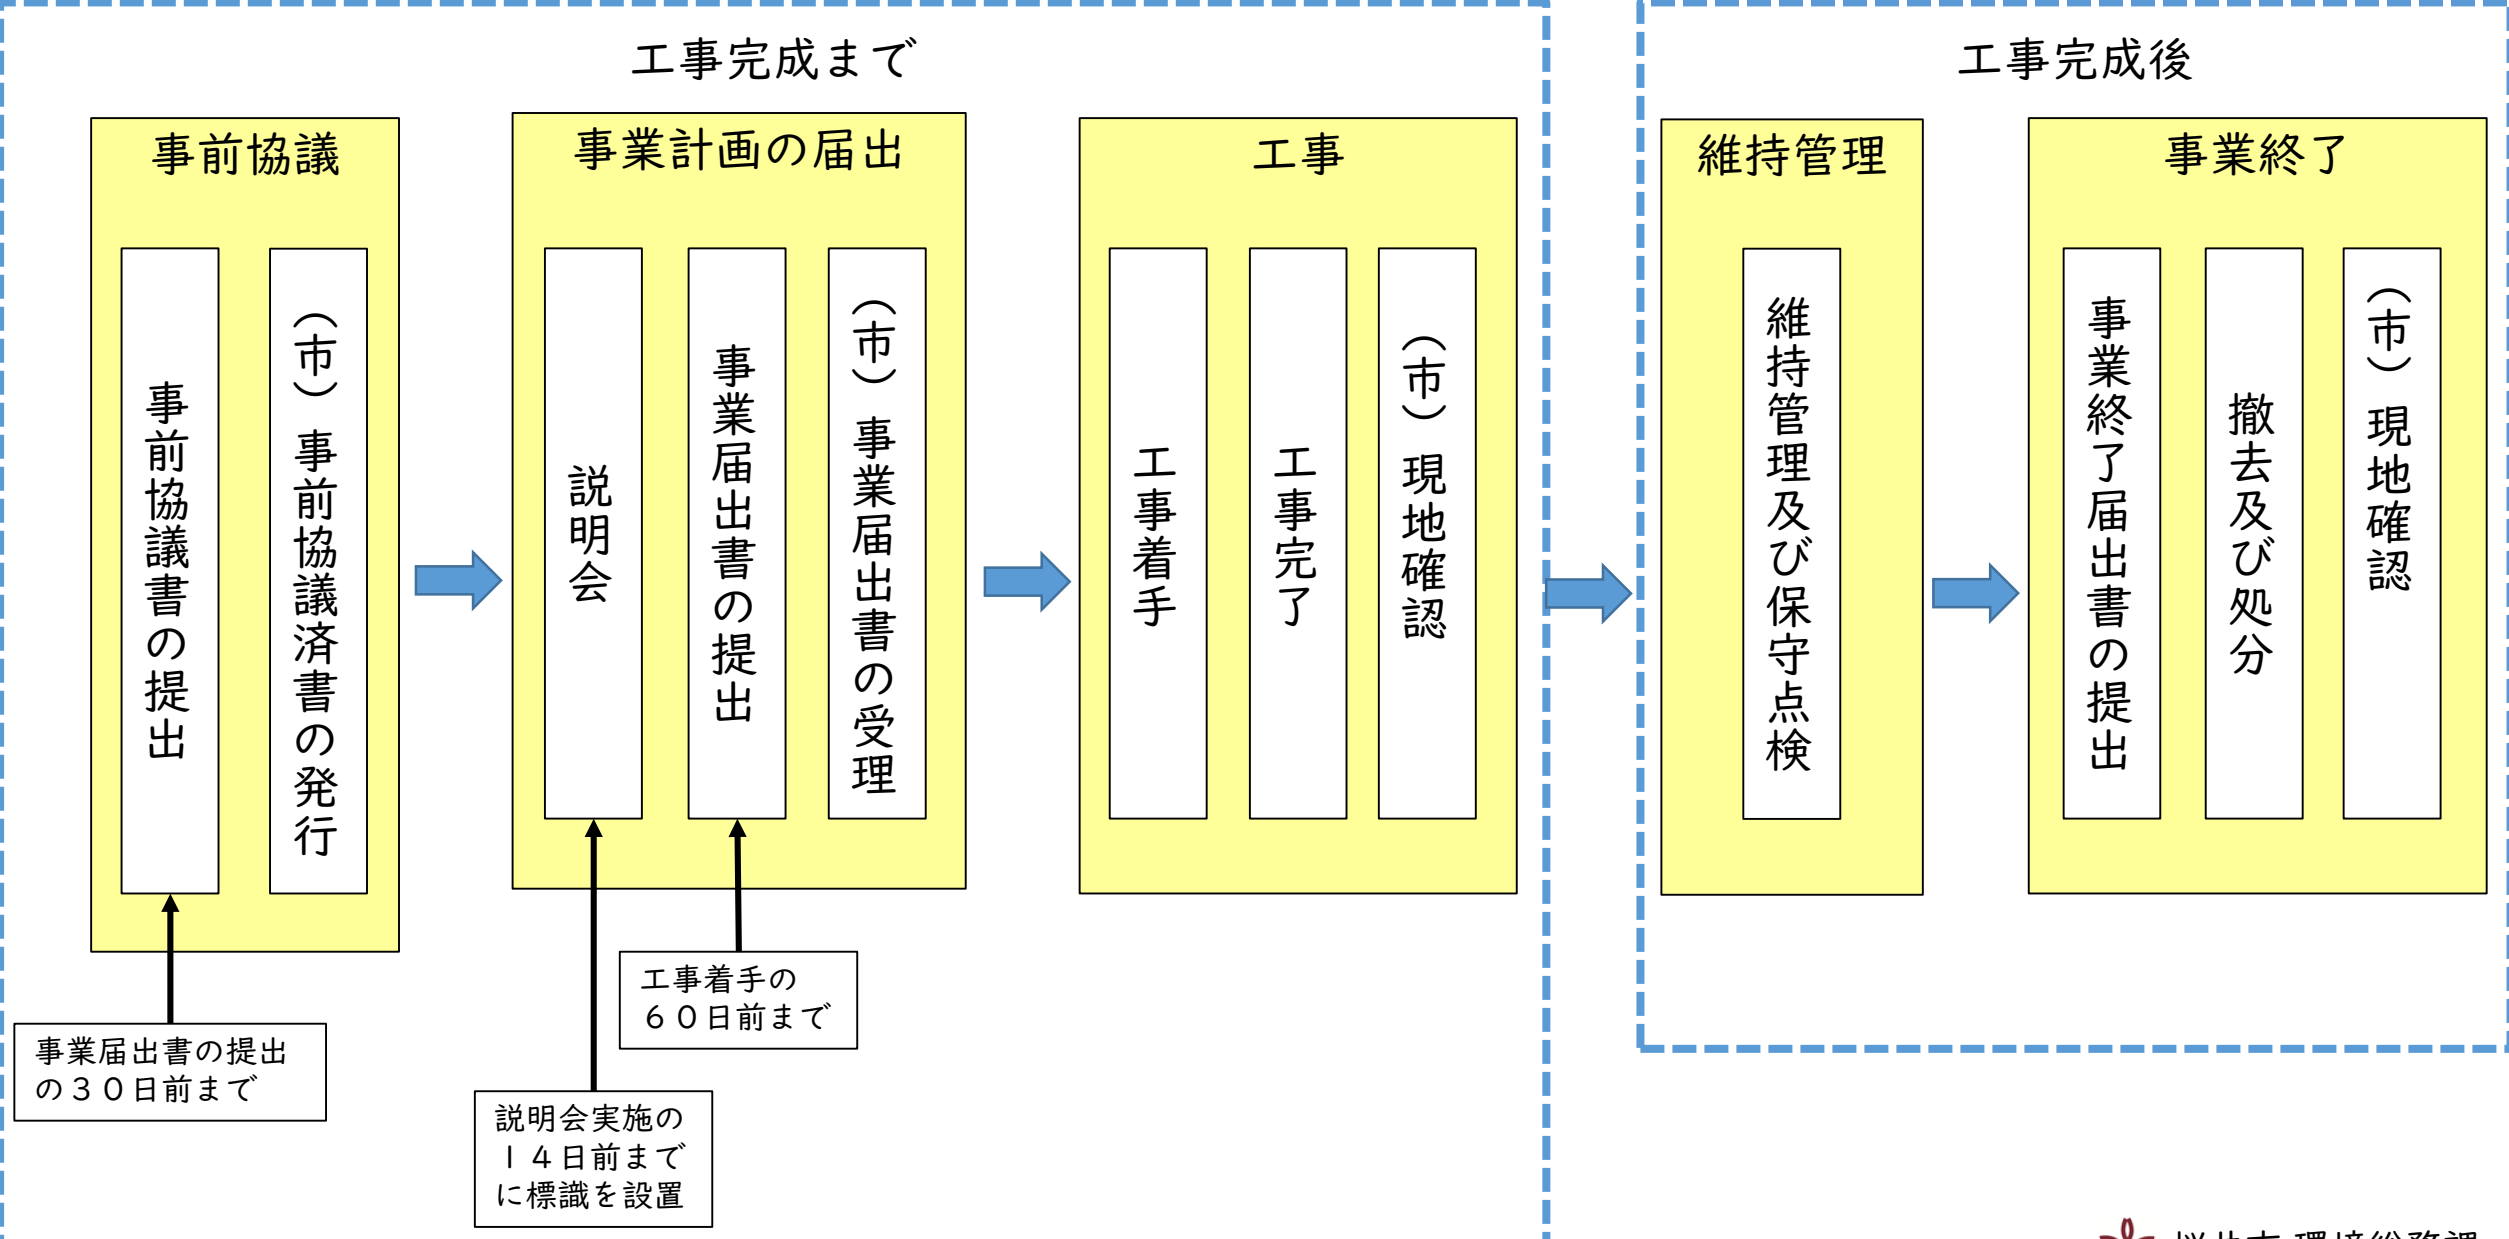 工事完成まで
事前協議
事前協議書の提出
（市）事前協議済書の発行
事業届出書の提出
の３０日前まで
事業計画の届出
説明会
事業届出書の提出
（市）事業届出書の受理
工事着手の
６０日前まで
説明会実施の
１４日前まで
に標識を設置
工事
工事着手
工事完了
（市）現地確認
工事完成後
維持管理
維持管理及び保守点検
事業終了
事業終了届出書の提出
撤去及び処分
（市）現地確認
桜井市 環境総務課